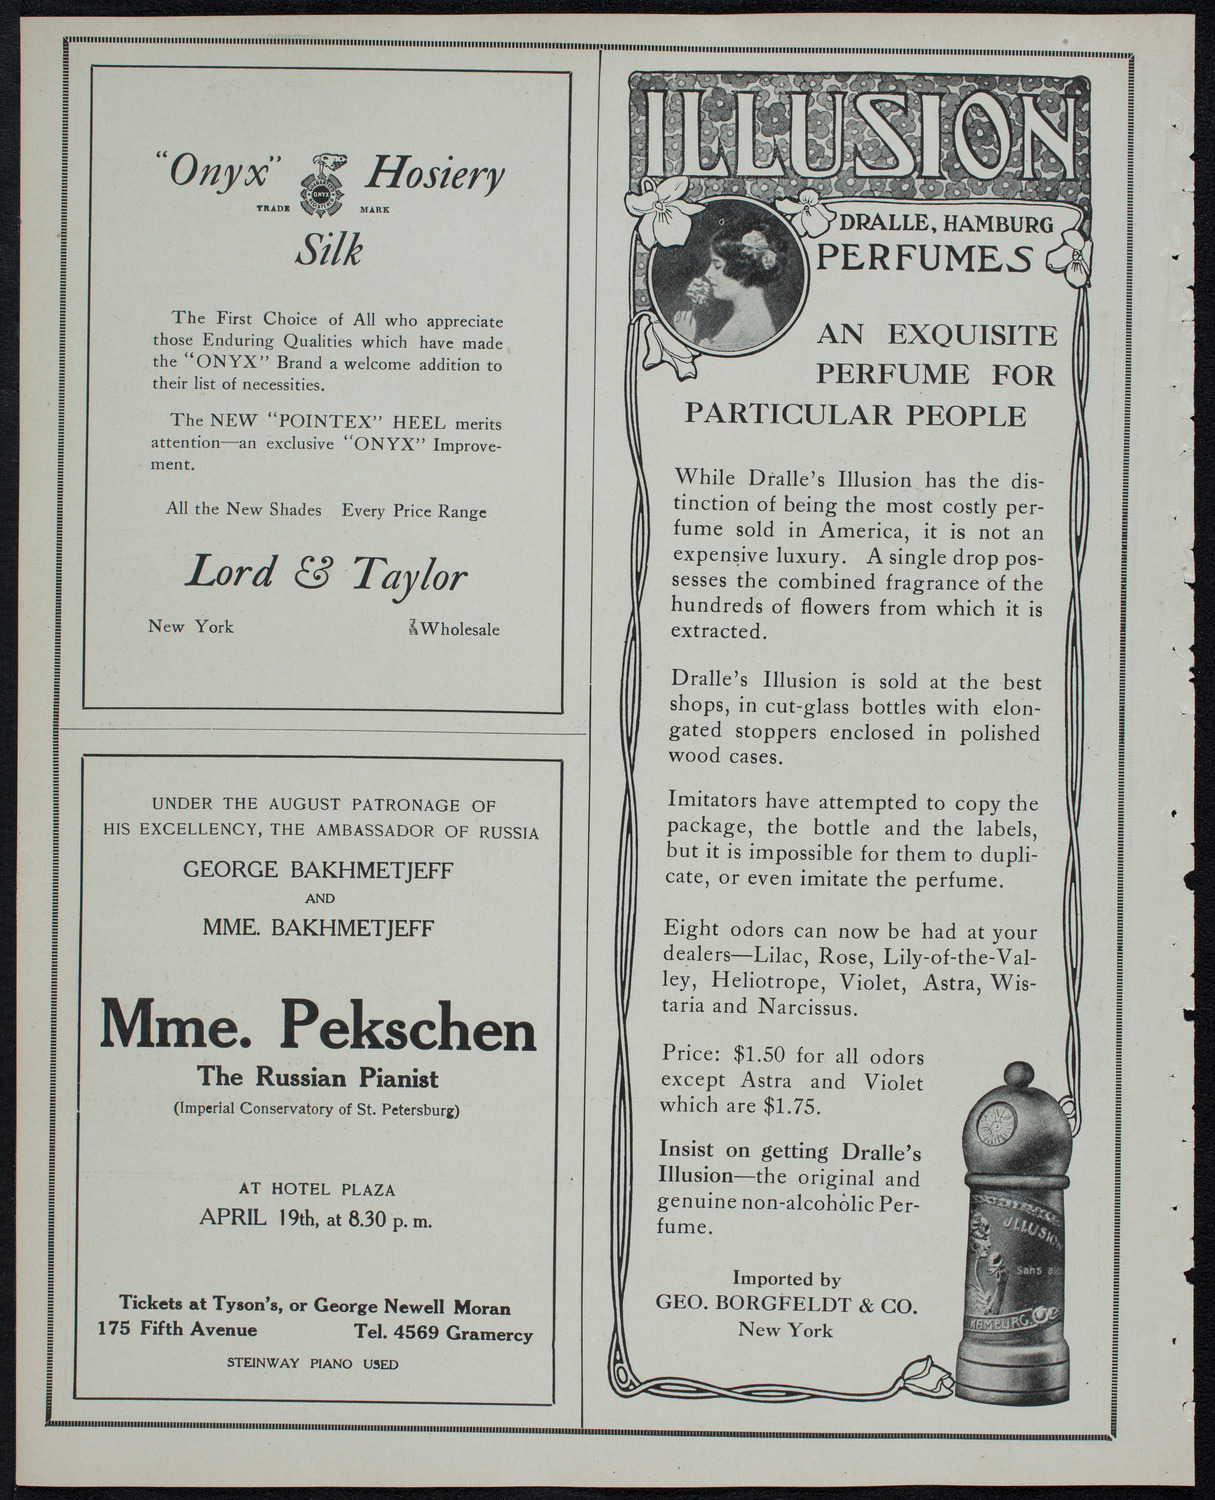 "Onyx" Hosiery
ONYX
TRADE MARK
Silk
The First Choice of All who appreciate
those Enduring Qualities which have made
the "ONYX" Brand a welcome addition to
their list of necessities.
The NEW "POINTEX" HEEL merits
attention—an exclusive "ONYX" Improve-
ment.
All the New Shades Every Price Range
Lord & Taylor
New York Wholesale
UNDER THE AUGUST PATRONAGE OF
HIS EXCELLENCY, THE AMBASSADOR OF RUSSIA
GEORGE BAKHMETJEFF
AND
MME. BAKHMETJEFF
Mme. Pekschen
The Russian Pianist
(Imperial Conservatory of St. Petersburg)
AT HOTEL PLAZA
APRIL 19th, at 8.30 p. m.
Tickets at Tyson's, or George Newell Moran
175 Fifth Avenue Tel. 4569 Gramercy
STEINWAY PIANO USED
ILLUSION
DRALLE, HAMBURG
PERFUMES
AN EXQUISITE
PERFUME FOR
PARTICULAR PEOPLE
While Dralle's Illusion has the dis-
tinction of being the most costly per-
fume sold in America, it is not an
expensive luxury. A single drop pos-
sesses the combined fragrance of the
hundreds of flowers from which it is
extracted.
Dralle's Illusion is sold at the best
shops, in cut-glass bottles with elon-
gated stoppers enclosed in polished
wood cases.
Imitators have attempted to copy the
package, the bottle and the labels,
but it is impossible for them to dupli-
cate, or even imitate the perfume.
Eight odors can now be had at your
dealers—Lilac, Rose, Lily-of-the-Val-
ley, Heliotrope, Violet, Astra, Wis-
taria and Narcissus.
Price: $1.50 for all odors
except Astra and Violet
which are $1.75.
Insist on getting Dralle's
Illusion—the original and
genuine non-alcoholic Per-
fume.
Imported by
GEO. BORGFELDT & CO.
New York
ILLUSION
HAMBURG